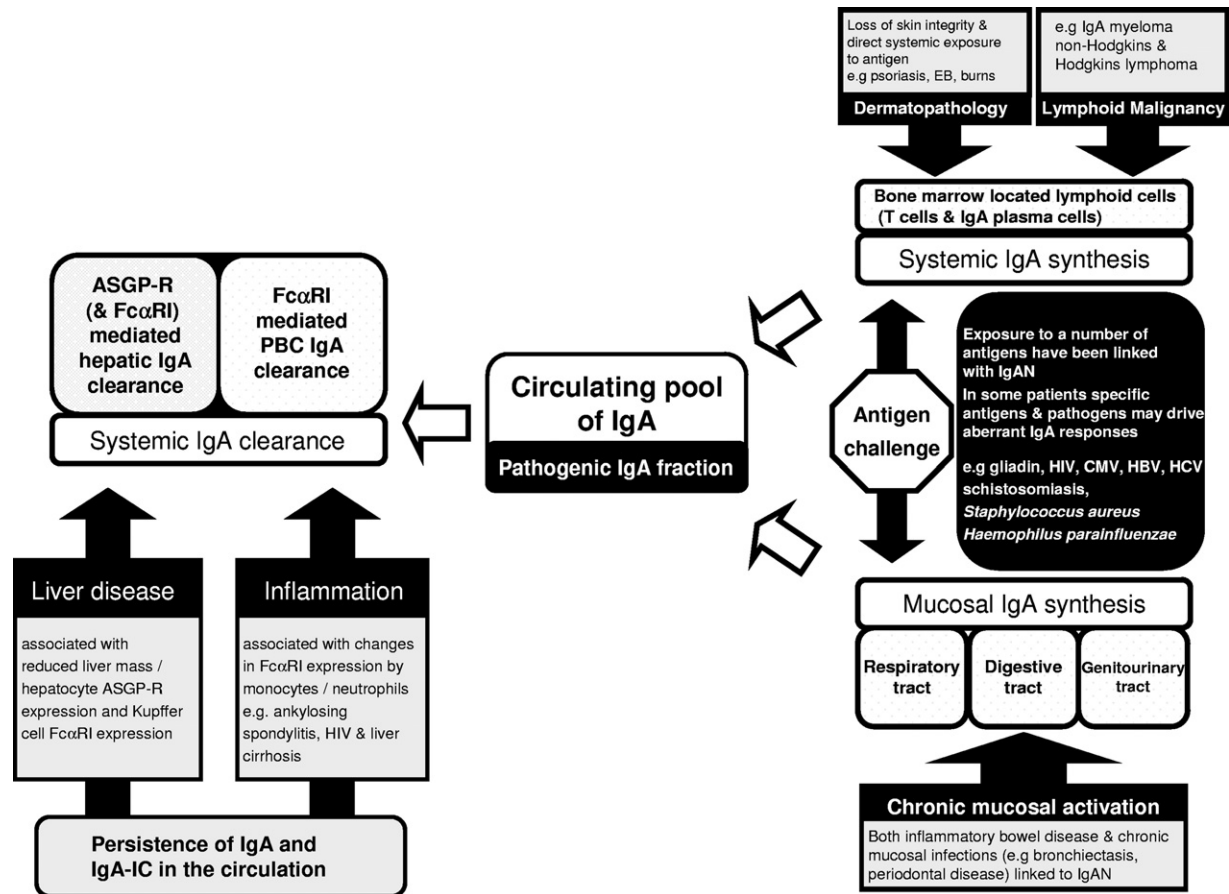 Loss of skin integrity &
direct systemic exposure
to antigen
e.g psoriasis, EB, burns
Dermatopathology
e.g IgA myeloma
non-Hodgkins &
Hodgkins lymphoma
Lymphoid Malignancy
Bone marrow located lymphoid cells
(T cells & IgA plasma cells)
Systemic IgA synthesis
ASGP-R
(& FcαRI)
mediated
hepatic IgA
clearance
FcαRI
mediated
PBC IgA
clearance
Systemic IgA clearance
Circulating pool
of IgA
Pathogenic IgA fraction
Antigen
challenge
Exposure to a number of
antigens have been linked
with IgAN
In some patients specific
antigens & pathogens may drive
aberrant IgA responses
e.g gliadin, HIV, CMV, HBV, HCV
schistosomiasis,
Staphylococcus aureus
Haemophilus parainfluenzae
Liver disease
associated with
reduced liver mass /
hepatocyte ASGP-R
expression and Kupffer
cell FcαRI expression
Inflammation
associated with changes
in FcαRI expression by
monocytes / neutrophils
e.g. ankylosing
spondylitis, HIV & liver
cirrhosis
Persistence of IgA and
IgA-IC in the circulation
Mucosal IgA synthesis
Respiratory
tract
Digestive
tract
Genitourinary
tract
Chronic mucosal activation
Both inflammatory bowel disease & chronic
mucosal infections (e.g bronchiectasis,
periodontal disease) linked to IgAN